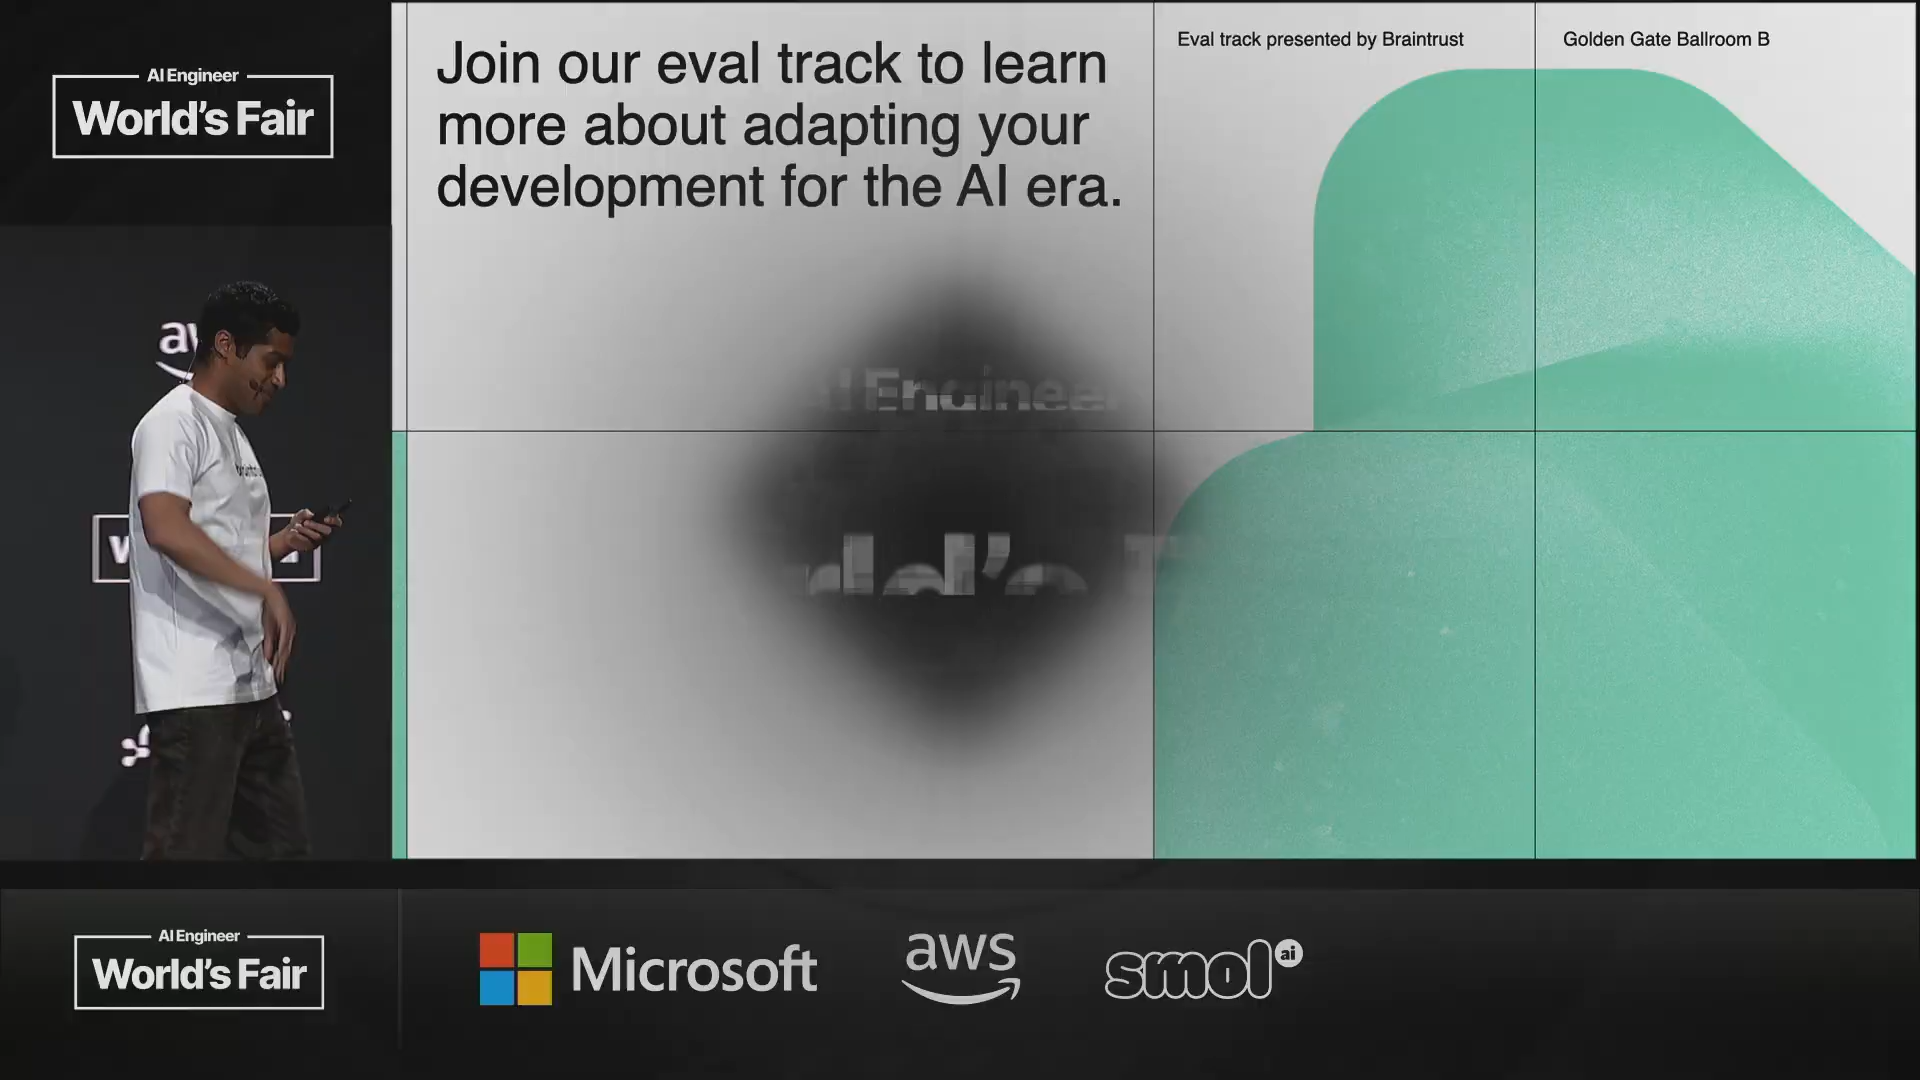 AI Engineer
World's Fair
Join our eval track to learn
more about adapting your
development for the AI era.
Eval track presented by Braintrust
Golden Gate Ballroom B
Engineer
AI Engineer
World's Fair
Microsoft
aws
smol ai